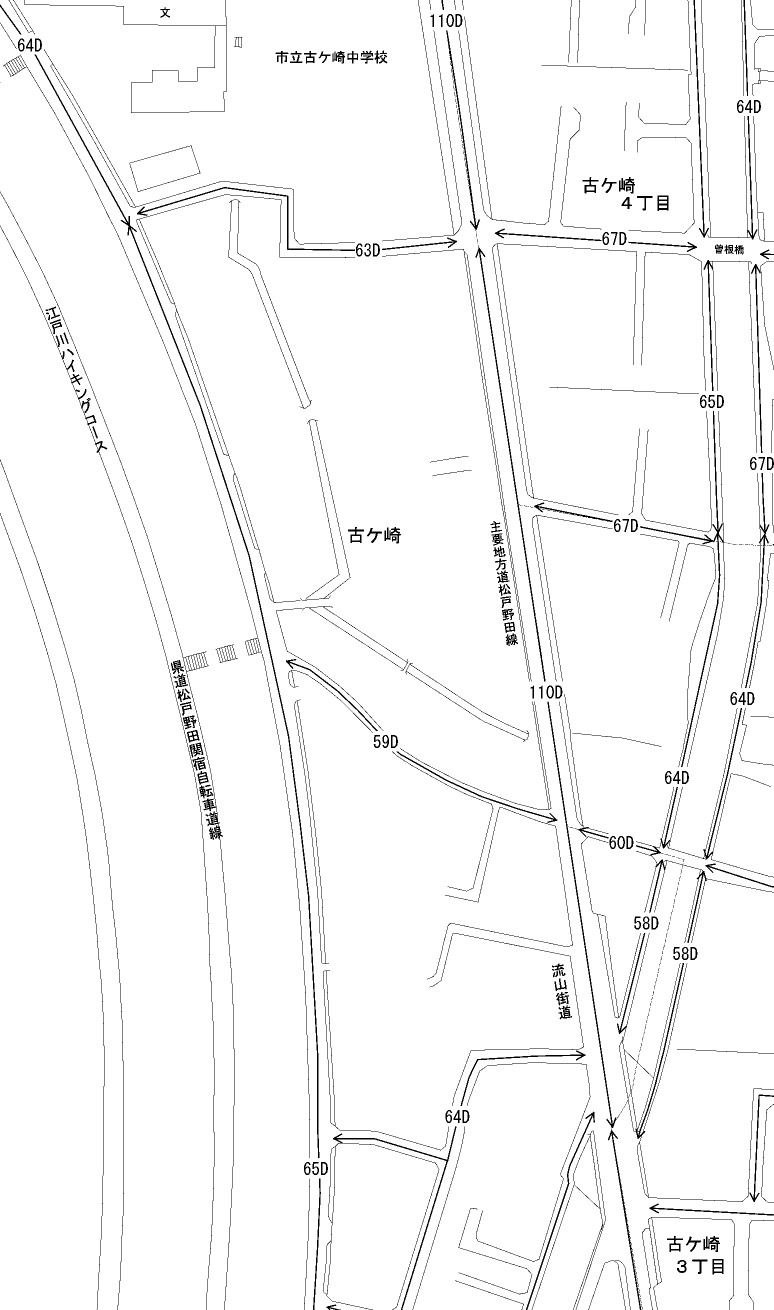 文
110D
64D
市立古ケ崎中学校
64D
古ケ崎
４丁目
63D
67D
曽根橋
江戸川ハイキングコース
65D
67D
67D
古ケ崎
主要地方道松戸野田線
県道松戸野田関宿自転車道線
110D
64D
59D
64D
60D
58D
58D
流山街道
64D
65D
古ケ崎
３丁目